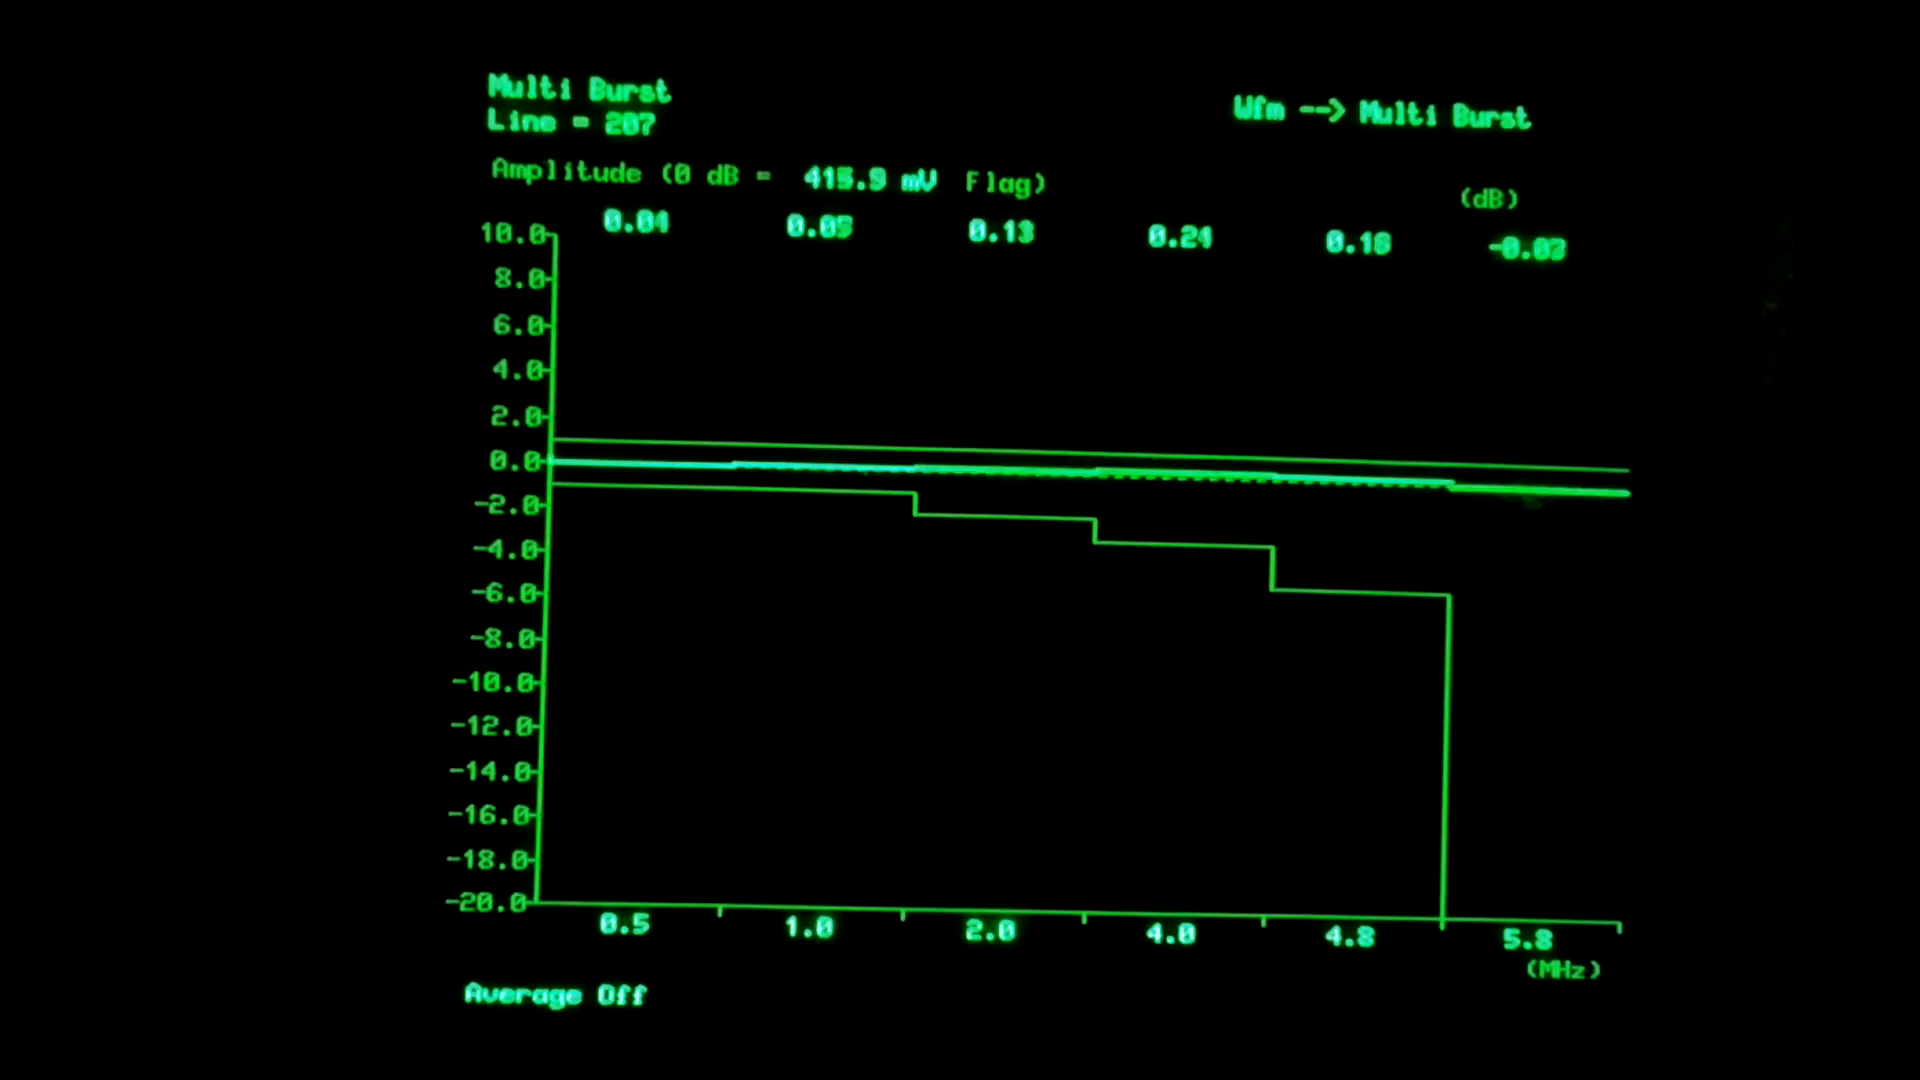 Multi Burst
Wfm --> Multi Burst
Line = 207
Amplitude (0 dB = 415.9 mV Flag)
(dB)
0.04 0.05 0.13 0.24 0.16 -0.03
10.0
8.0
6.0
4.0
2.0
0.0
-2.0
-4.0
-6.0
-8.0
-10.0
-12.0
-14.0
-16.0
-18.0
-20.0
0.5 1.0 2.0 4.0 4.8 5.8
(MHz)
Average Off